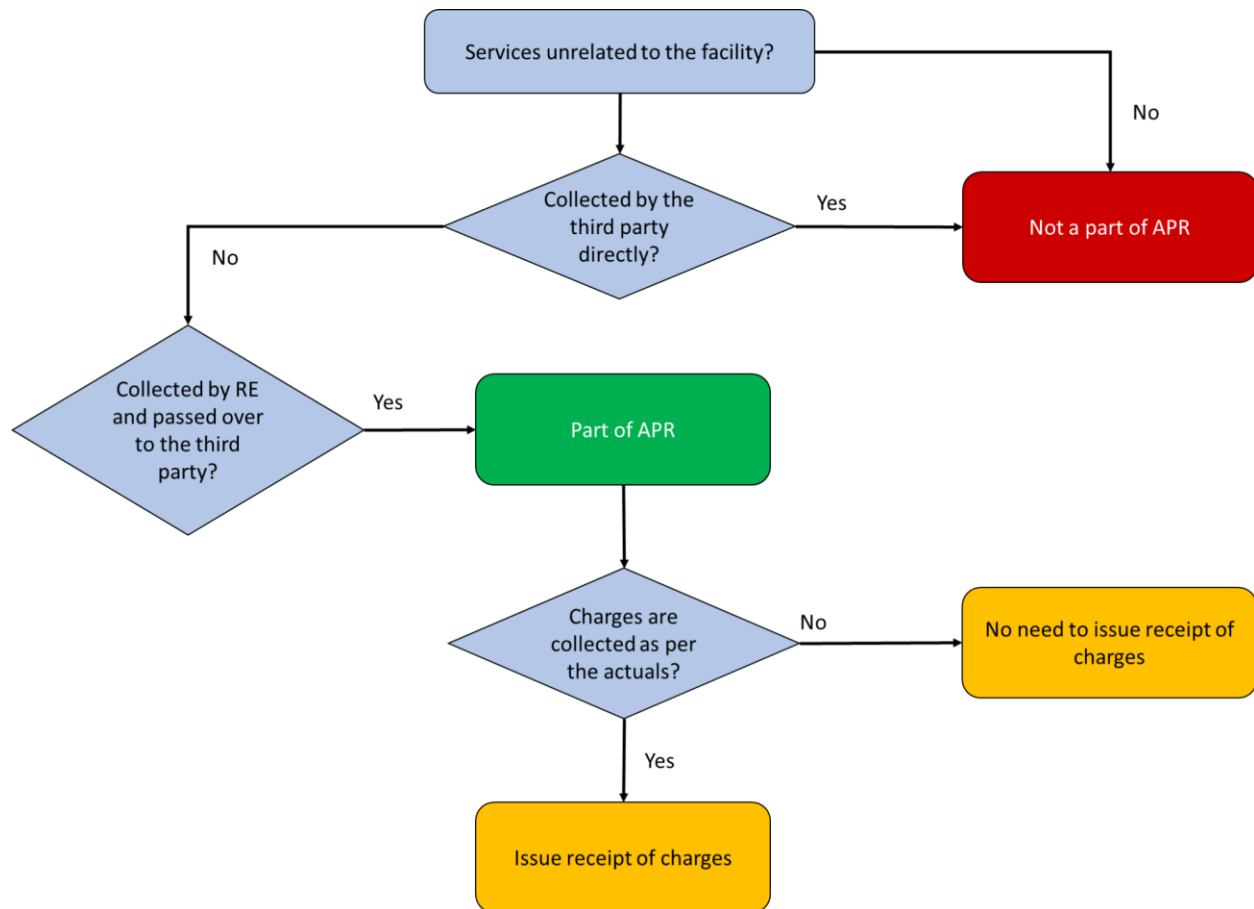 Services unrelated to the facility?
No
Collected by the
third party
directly?
Yes
Not a part of APR
No
Collected by RE
and passed over
to the third
party?
Yes
Part of APR
Charges are
collected as per
the actuals?
No
No need to issue receipt of
charges
Yes
Issue receipt of charges